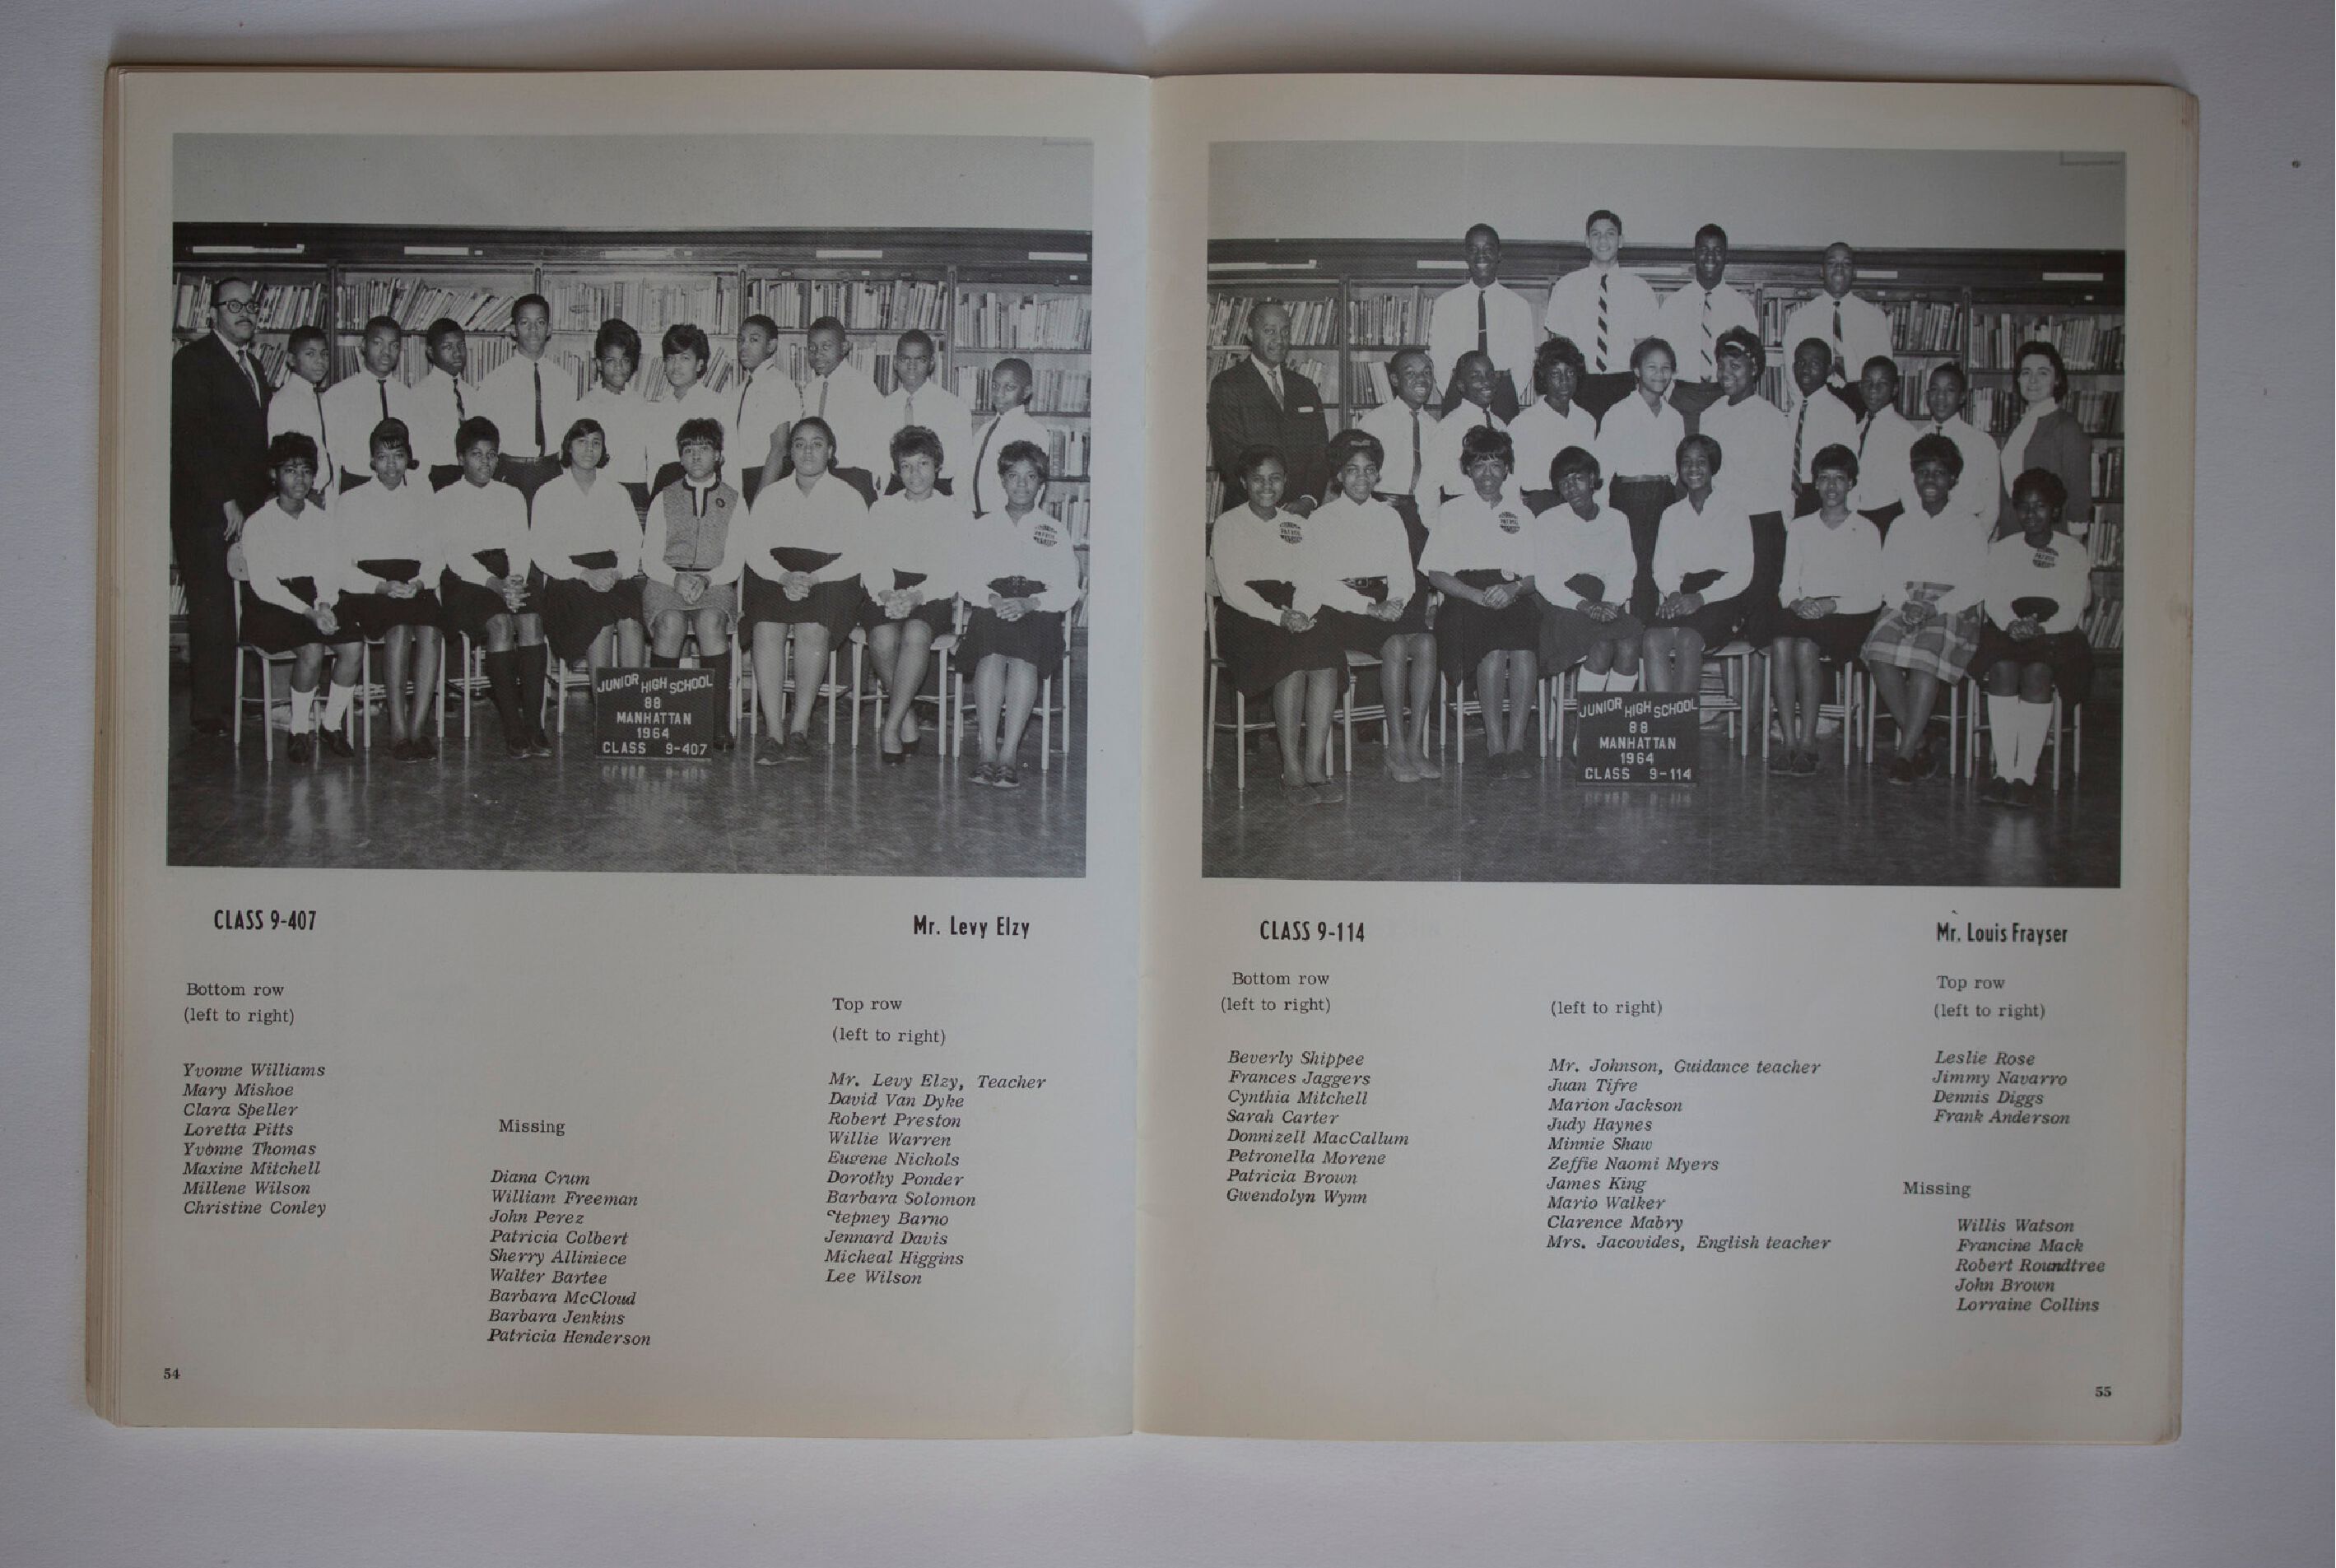 JUNIOR HIGH SCHOOL
88
MANHATTAN
1964
CLASS 9-407
CLASS 9-407
Mr. Levy Elzy
Bottom row
(left to right)
Yvonne Williams
Mary Mishoe
Clara Speller
Loretta Pitts
Yvonne Thomas
Maxine Mitchell
Millene Wilson
Christine Conley
Missing
Diana Crum
William Freeman
John Perez
Patricia Colbert
Sherry Alliniece
Walter Bartee
Barbara McCloud
Barbara Jenkins
Patricia Henderson
Top row
(left to right)
Mr. Levy Elzy, Teacher
David Van Dyke
Robert Preston
Willie Warren
Eugene Nichols
Dorothy Ponder
Barbara Solomon
Stepney Barno
Jennard Davis
Micheal Higgins
Lee Wilson
54
JUNIOR HIGH SCHOOL
88
MANHATTAN
1964
CLASS 9-114
CLASS 9-114
Mr. Louis Frayser
Bottom row
(left to right)
Beverly Shippee
Frances Jaggers
Cynthia Mitchell
Sarah Carter
Donnizell MacCallum
Petronella Morene
Patricia Brown
Gwendolyn Wynn
(left to right)
Mr. Johnson, Guidance teacher
Juan Tifre
Marion Jackson
Judy Haynes
Minnie Shaw
Zeffie Naomi Myers
James King
Mario Walker
Clarence Mabry
Mrs. Jacovides, English teacher
Top row
(left to right)
Leslie Rose
Jimmy Navarro
Dennis Diggs
Frank Anderson
Missing
Willis Watson
Francine Mack
Robert Roundtree
John Brown
Lorraine Collins
55